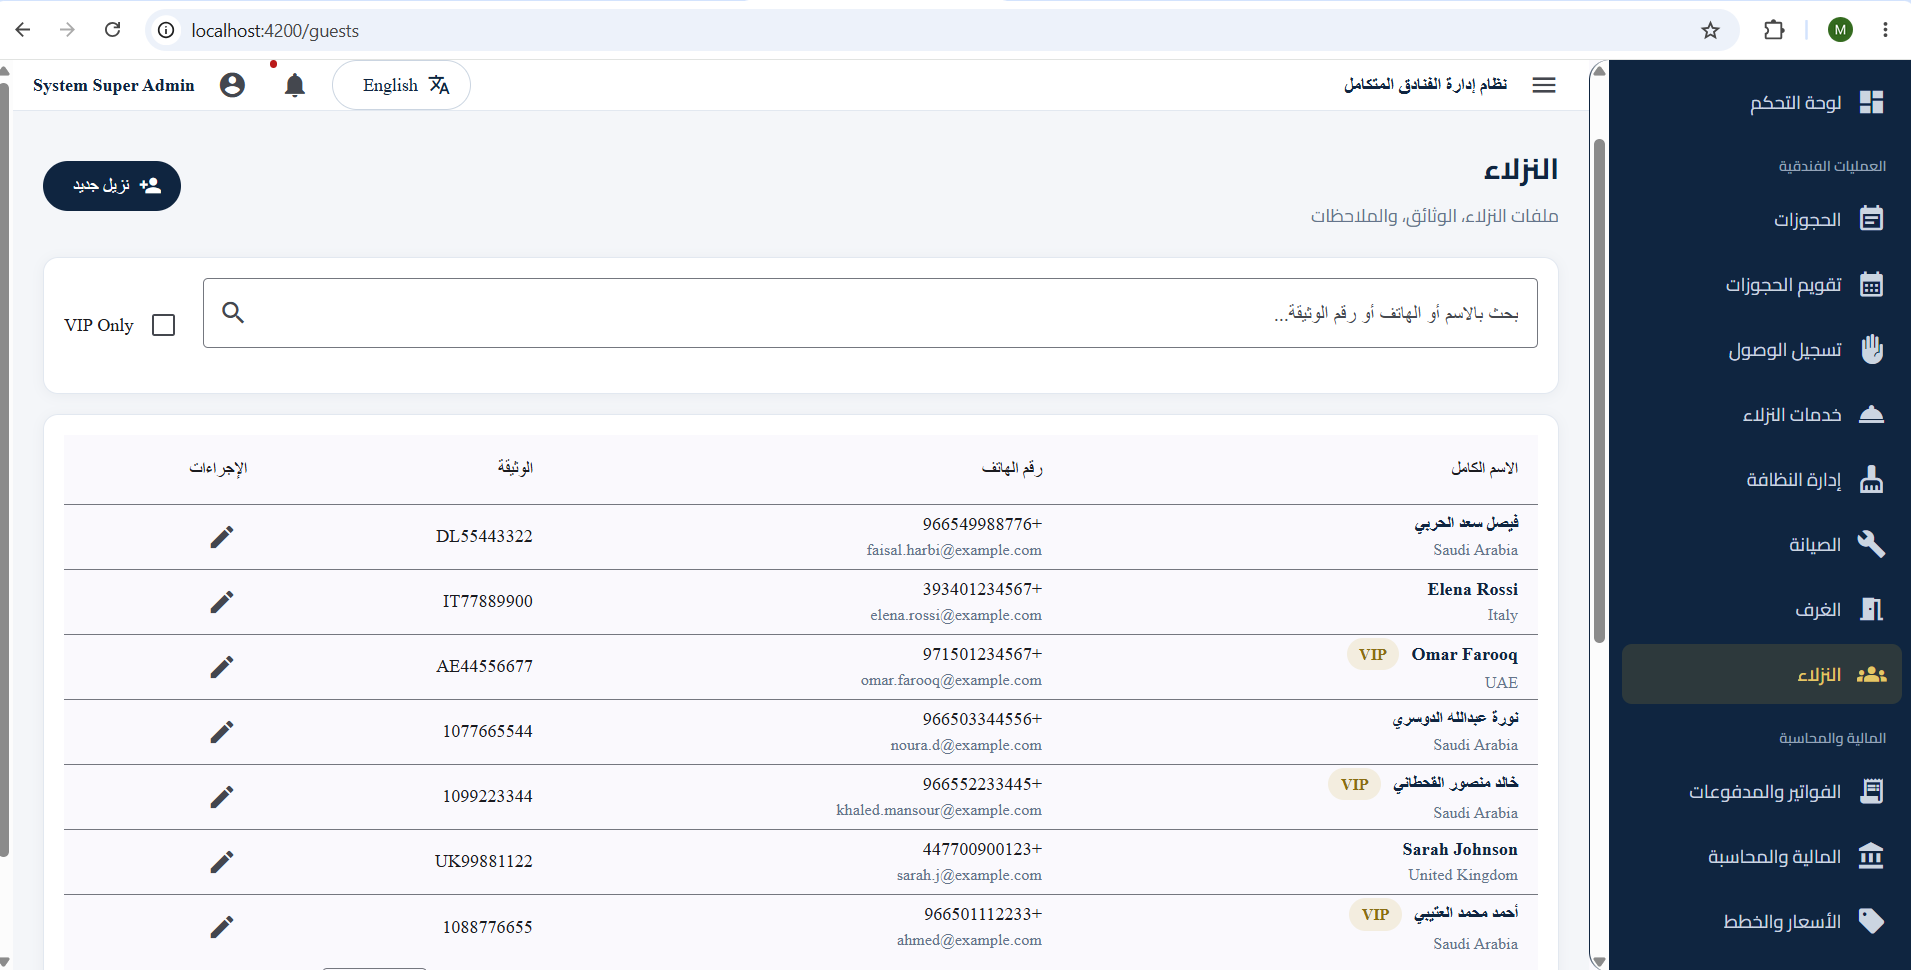 localhost:4200/guests
M
نظام إدارة الفنادق المتكامل
English
System Super Admin
لوحة التحكم
العمليات الفندقية
الحجوزات
تقويم الحجوزات
تسجيل الوصول
خدمات النزلاء
إدارة النظافة
الصيانة
الغرف
النزلاء
المالية والمحاسبة
الفواتير والمدفوعات
المالية والمحاسبة
الأسعار والخطط
النزلاء
ملفات النزلاء، الوثائق، والملاحظات
نزيل جديد
بحث بالاسم أو الهاتف أو رقم الوثيقة...
VIP Only
الاسم الكامل رقم الهاتف الوثيقة الإجراءات
فيصل سعد الحربي 966549988776+ DL55443322
Saudi Arabia faisal.harbi@example.com
Elena Rossi 393401234567+ IT77889900
Italy elena.rossi@example.com
Omar Farooq VIP 971501234567+ AE44556677
UAE omar.farooq@example.com
نورة عبدالله الدوسري 966503344556+ 1077665544
Saudi Arabia noura.d@example.com
خالد منصور القحطاني VIP 966552233445+ 1099223344
Saudi Arabia khaled.mansour@example.com
Sarah Johnson 447700900123+ UK99881122
United Kingdom sarah.j@example.com
أحمد محمد العتيبي VIP 966501112233+ 1088776655
Saudi Arabia ahmed@example.com